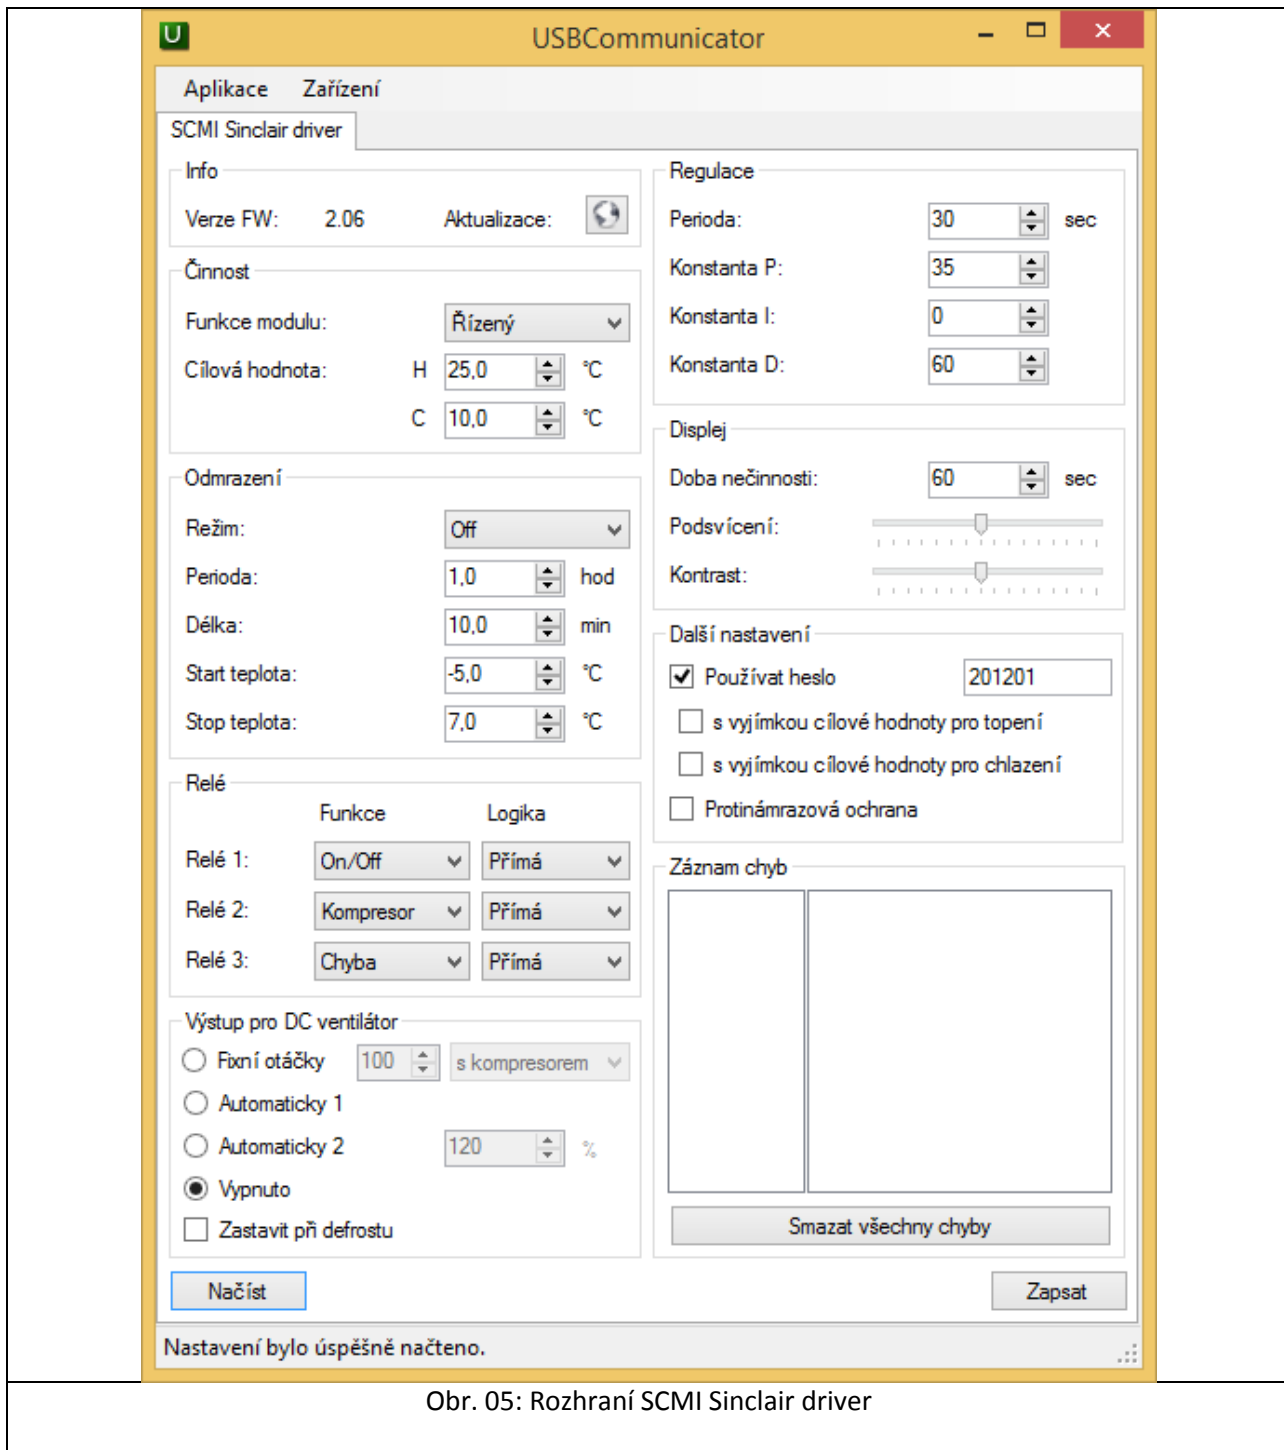 USBCommunicator
Aplikace Zařízení
SCMI Sinclair driver
Info
Verze FW: 2.06 Aktualizace:
Činnost
Funkce modulu: Řízený
Cílová hodnota: H 25,0 °C
C 10,0 °C
Odmrazení
Režim: Off
Perioda: 1,0 hod
Délka: 10,0 min
Start teplota: -5,0 °C
Stop teplota: 7,0 °C
Relé
Funkce Logika
Relé 1: On/Off Přímá
Relé 2: Kompresor Přímá
Relé 3: Chyba Přímá
Výstup pro DC ventilátor
Fixní otáčky 100 s kompresorem
Automaticky 1
Automaticky 2 120 %
Vypnuto
Zastavit při defrostu
Regulace
Perioda: 30 sec
Konstanta P: 35
Konstanta I: 0
Konstanta D: 60
Displej
Doba nečinnosti: 60 sec
Podsvícení:
Kontrast:
Další nastavení
Používat heslo 201201
s vyjímkou cílové hodnoty pro topení
s vyjímkou cílové hodnoty pro chlazení
Protinámrazová ochrana
Záznam chyb
Smazat všechny chyby
Načíst Zapsat
Nastavení bylo úspěšně načteno.
Obr. 05: Rozhraní SCMI Sinclair driver